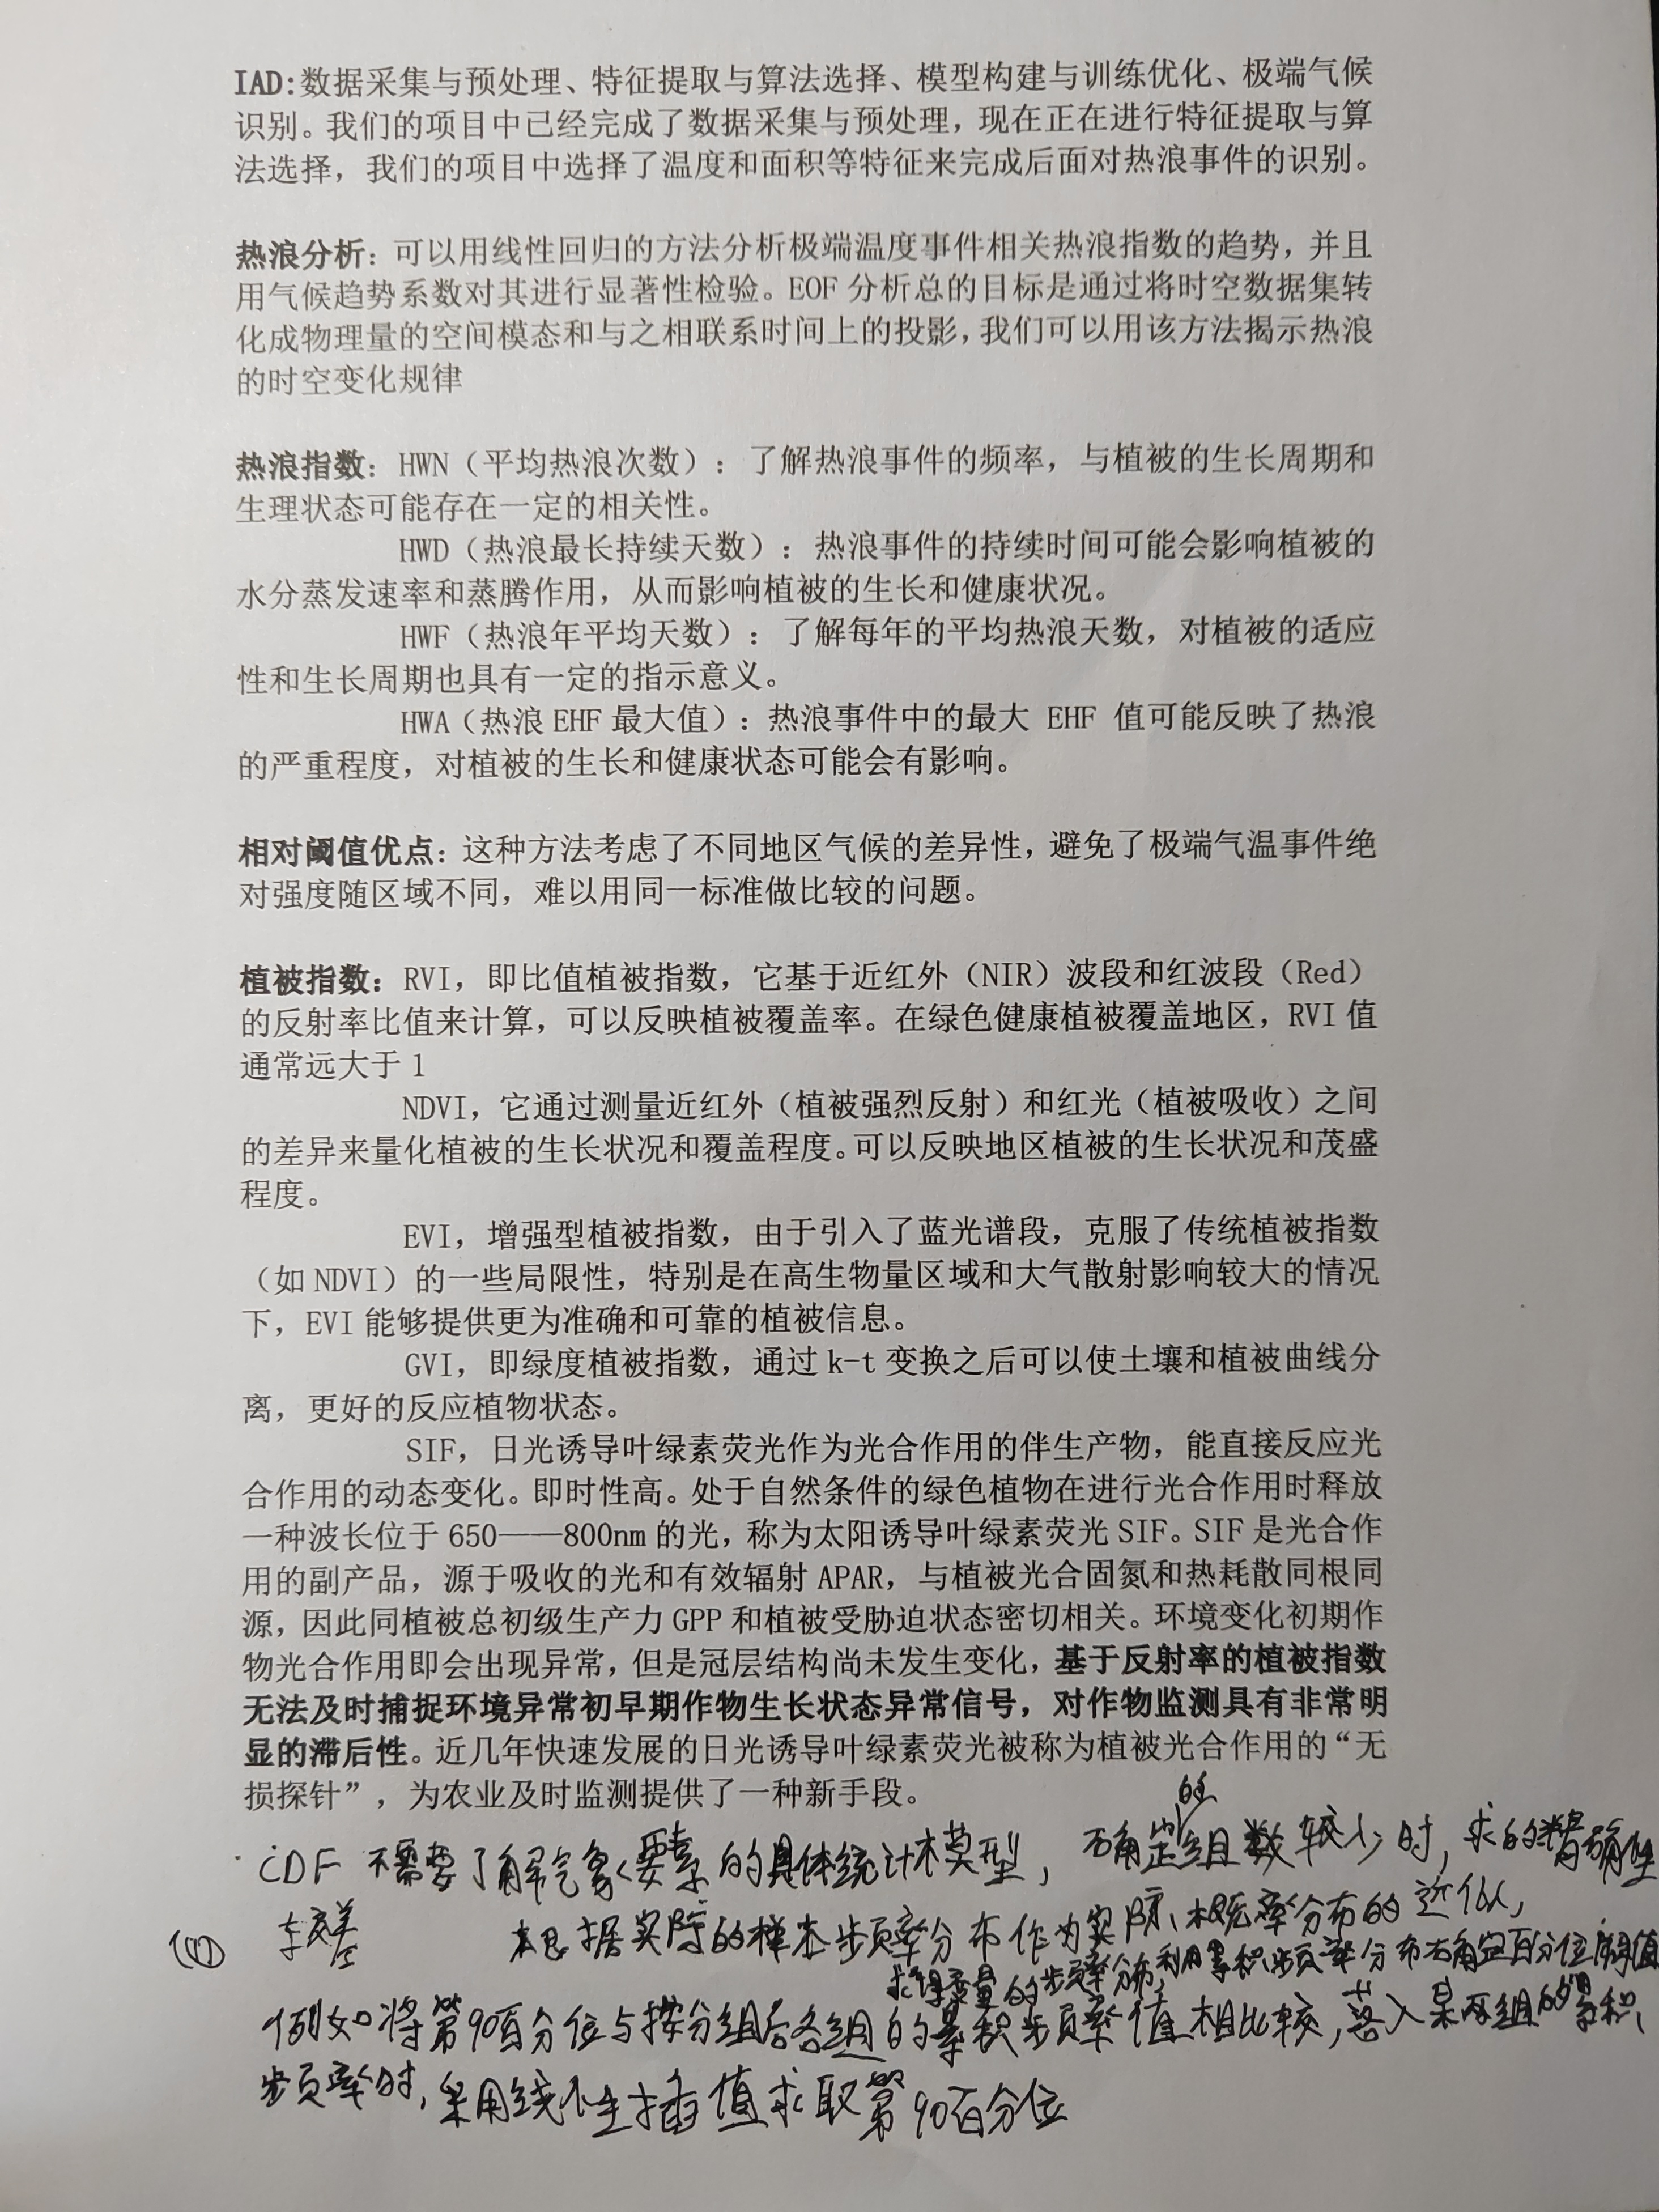 IAD:数据采集与预处理、特征提取与算法选择、模型构建与训练优化、极端气候
识别。我们的项目中已经完成了数据采集与预处理，现在正在进行特征提取与算
法选择，我们的项目中选择了温度和面积等特征来完成后面对热浪事件的识别。
热浪分析：可以用线性回归的方法分析极端温度事件相关热浪指数的趋势，并且
用气候趋势系数对其进行显著性检验。EOF 分析总的目标是通过将时空数据集转
化成物理量的空间模态和与之相联系时间上的投影，我们可以用该方法揭示热浪
的时空变化规律
热浪指数：HWN（平均热浪次数）：了解热浪事件的频率，与植被的生长周期和
生理状态可能存在一定的相关性。
HWD（热浪最长持续天数）：热浪事件的持续时间可能会影响植被的
水分蒸发速率和蒸腾作用，从而影响植被的生长和健康状况。
HWF（热浪年平均天数）：了解每年的平均热浪天数，对植被的适应
性和生长周期也具有一定的指示意义。
HWA（热浪 EHF 最大值）：热浪事件中的最大 EHF 值可能反映了热浪
的严重程度，对植被的生长和健康状态可能会有影响。
相对阈值优点：这种方法考虑了不同地区气候的差异性，避免了极端气温事件绝
对强度随区域不同，难以用同一标准做比较的问题。
植被指数：RVI，即比值植被指数，它基于近红外（NIR）波段和红波段（Red）
的反射率比值来计算，可以反映植被覆盖率。在绿色健康植被覆盖地区，RVI 值
通常远大于 1
NDVI，它通过测量近红外（植被强烈反射）和红光（植被吸收）之间
的差异来量化植被的生长状况和覆盖程度。可以反映地区植被的生长状况和茂盛
程度。
EVI，增强型植被指数，由于引入了蓝光谱段，克服了传统植被指数
（如 NDVI）的一些局限性，特别是在高生物量区域和大气散射影响较大的情况
下，EVI 能够提供更为准确和可靠的植被信息。
GVI，即绿度植被指数，通过 k-t 变换之后可以使土壤和植被曲线分
离，更好的反应植物状态。
SIF，日光诱导叶绿素荧光作为光合作用的伴生产物，能直接反应光
合作用的动态变化。即时性高。处于自然条件的绿色植物在进行光合作用时释放
一种波长位于 650——800nm 的光，称为太阳诱导叶绿素荧光 SIF。SIF 是光合作
用的副产品，源于吸收的光和有效辐射 APAR，与植被光合固氮和热耗散同根同
源，因此同植被总初级生产力 GPP 和植被受胁迫状态密切相关。环境变化初期作
物光合作用即会出现异常，但是冠层结构尚未发生变化，基于反射率的植被指数
无法及时捕捉环境异常初早期作物生长状态异常信号，对作物监测具有非常明
显的滞后性。近几年快速发展的日光诱导叶绿素荧光被称为植被光合作用的“无
损探针”，为农业及时监测提供了一种新手段。
的
CDF 不需要了解气象要素的具体统计模型，确定组数较少时，求的精确性
较差 根据实际的样本频率分布作为实际概率分布的近似，
求得变量的频率分布，利用累积频率分布确定百分位阈值
例如将第90百分位与按分组后各组的累积频率值相比较，落入某两组的累积
频率时，采用线性插值求取第90百分位